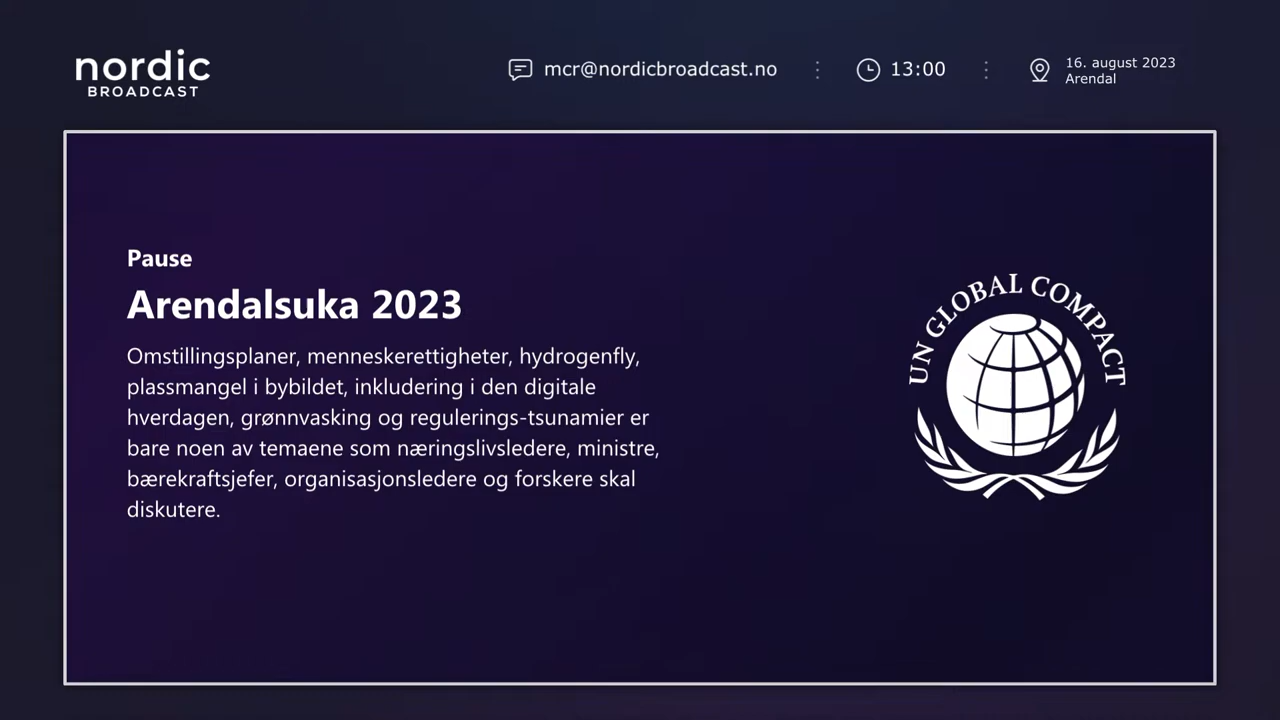 nordic
BROADCAST
mcr@nordicbroadcast.no
13:00
16. august 2023
Arendal
Pause
Arendalsuka 2023
Omstillingsplaner, menneskerettigheter, hydrogenfly,
plassmangel i bybildet, inkludering i den digitale
hverdagen, grønnvasking og regulerings-tsunamier er
bare noen av temaene som næringslivsledere, ministre,
bærekraftsjefer, organisasjonsledere og forskere skal
diskutere.
UN GLOBAL COMPACT